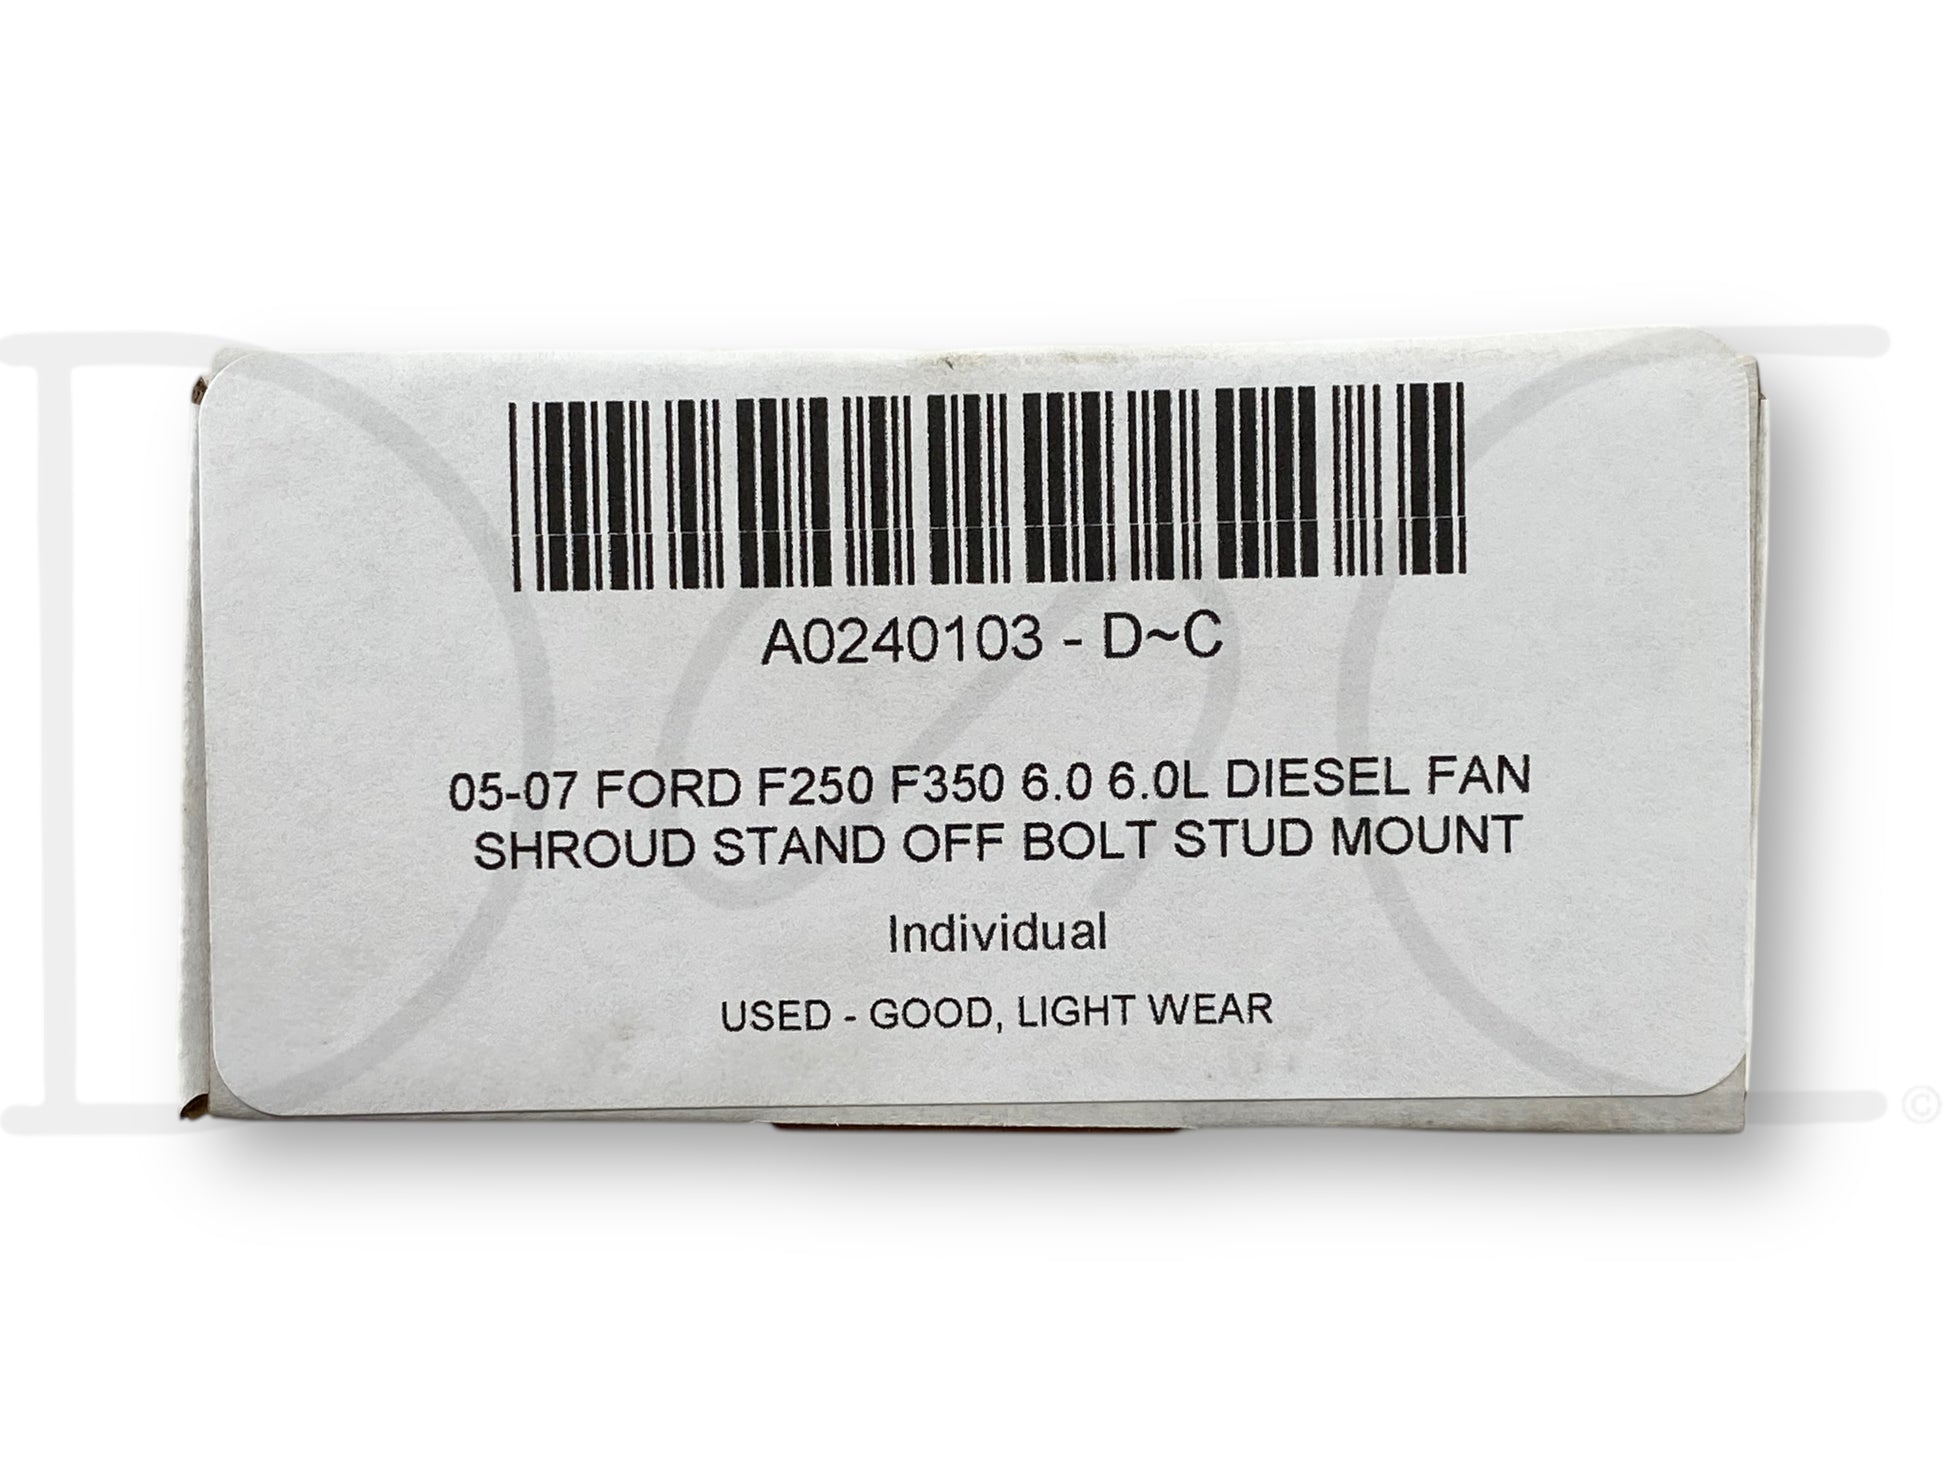 A0240103 - D~C
05-07 FORD F250 F350 6.0 6.0L DIESEL FAN
SHROUD STAND OFF BOLT STUD MOUNT
Individual
USED - GOOD, LIGHT WEAR
©